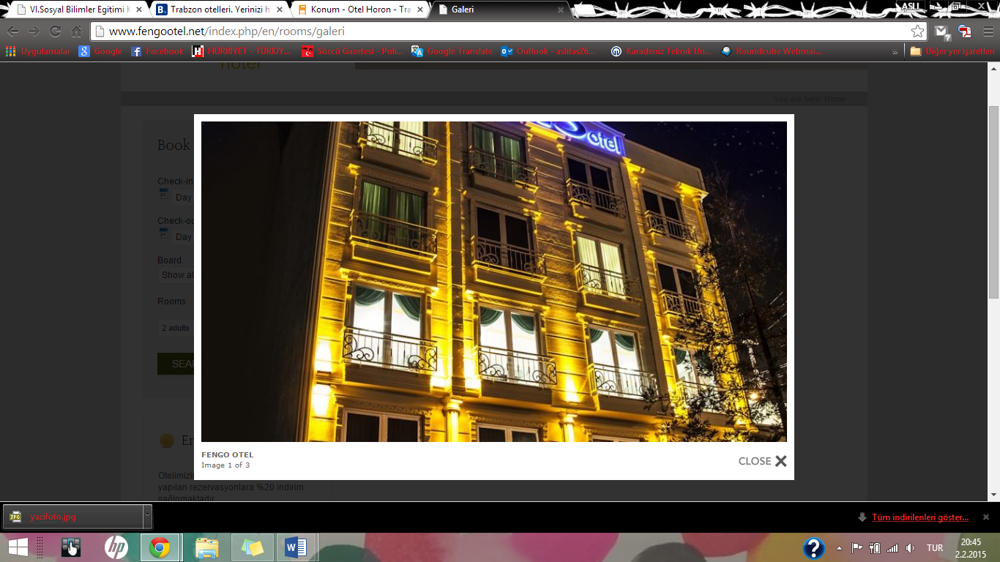 VI.Sosyal Bilimler Egitimi K
Trabzon otelleri. Yerinizi h
Konum - Otel Horon - Tra
Galeri
ASLI
www.fengootel.net/index.php/en/rooms/galeri
Uygulamalar
Google
Facebook
HÜRRİYET - TÜRKİY...
Sözcü Gazetesi - Poli...
Google Translate
Outlook - aslitas26...
Karadeniz Teknik Ün...
Roundcube Webmai...
»
Diğer yer işaretleri
hotel
You are here: Home
Book
Check-in
Day
Check-ou
Day
Board
Show al
Rooms
2 adults
SEA
otel
En
Otelimizi
yapılan rezervasyonlara %20 indirim
sağlnmaktadır
FENGO OTEL
Image 1 of 3
CLOSE
yazifoto.jpg
Tüm indirilenleri göster...
TUR
20:45
2.2.2015